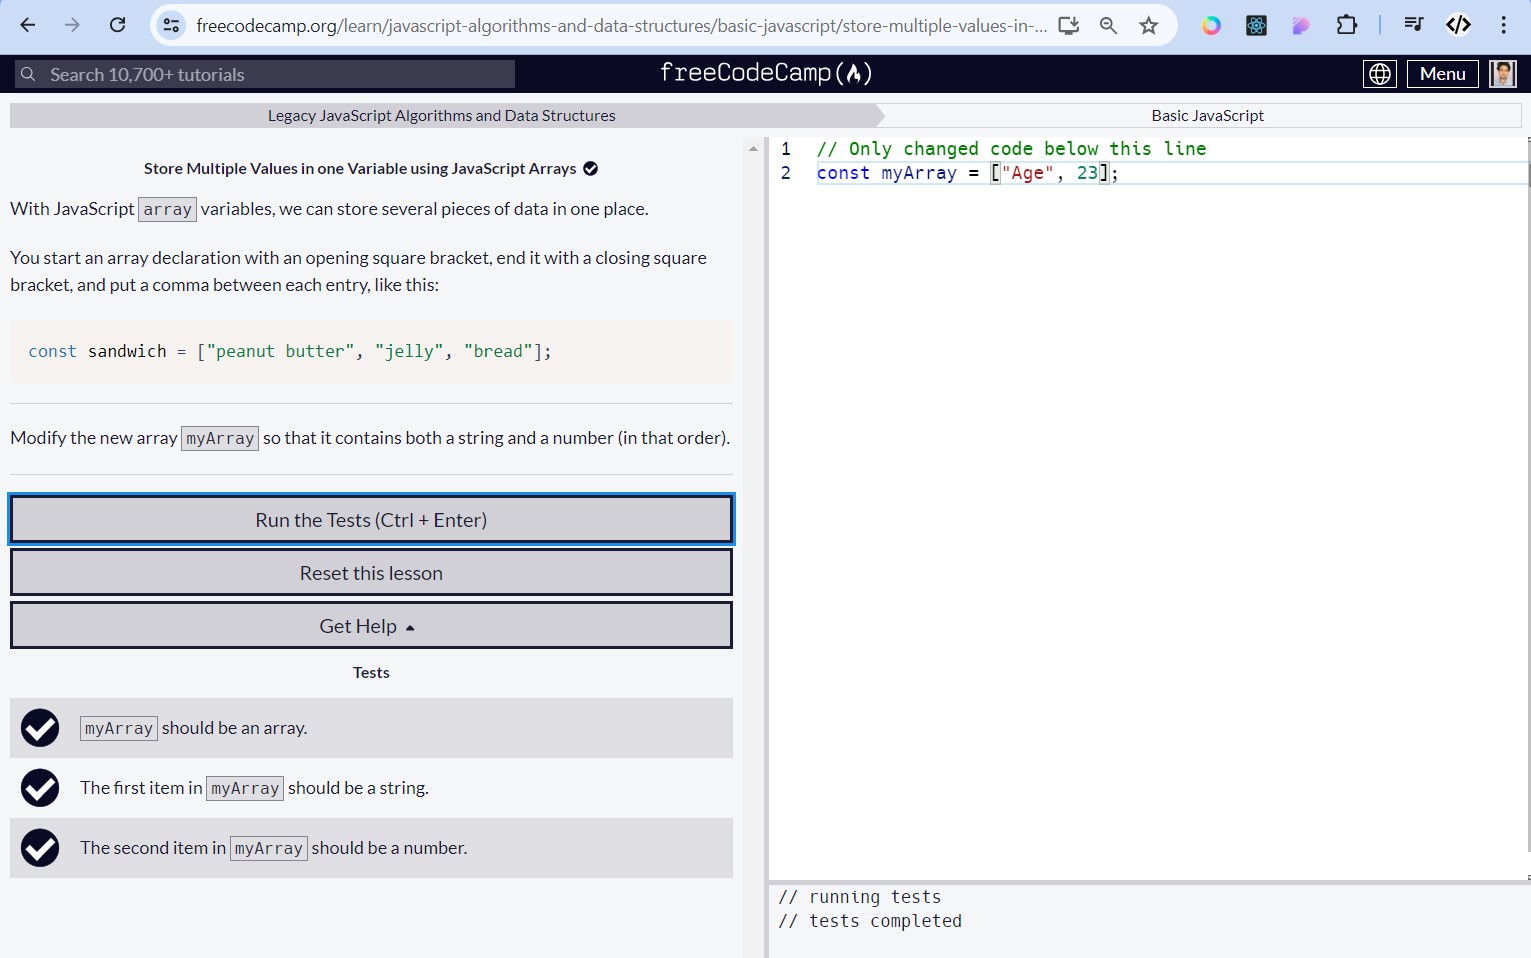 freecodecamp.org/learn/javascript-algorithms-and-data-structures/basic-javascript/store-multiple-values-in-...
Search 10,700+ tutorials
freeCodeCamp
Menu
Legacy JavaScript Algorithms and Data Structures
Basic JavaScript
Store Multiple Values in one Variable using JavaScript Arrays
With JavaScript array variables, we can store several pieces of data in one place.
You start an array declaration with an opening square bracket, end it with a closing square
bracket, and put a comma between each entry, like this:
const sandwich = ["peanut butter", "jelly", "bread"];
Modify the new array myArray so that it contains both a string and a number (in that order).
Run the Tests (Ctrl + Enter)
Reset this lesson
Get Help
Tests
myArray should be an array.
The first item in myArray should be a string.
The second item in myArray should be a number.
1 // Only changed code below this line
2 const myArray = ["Age", 23];
// running tests
// tests completed